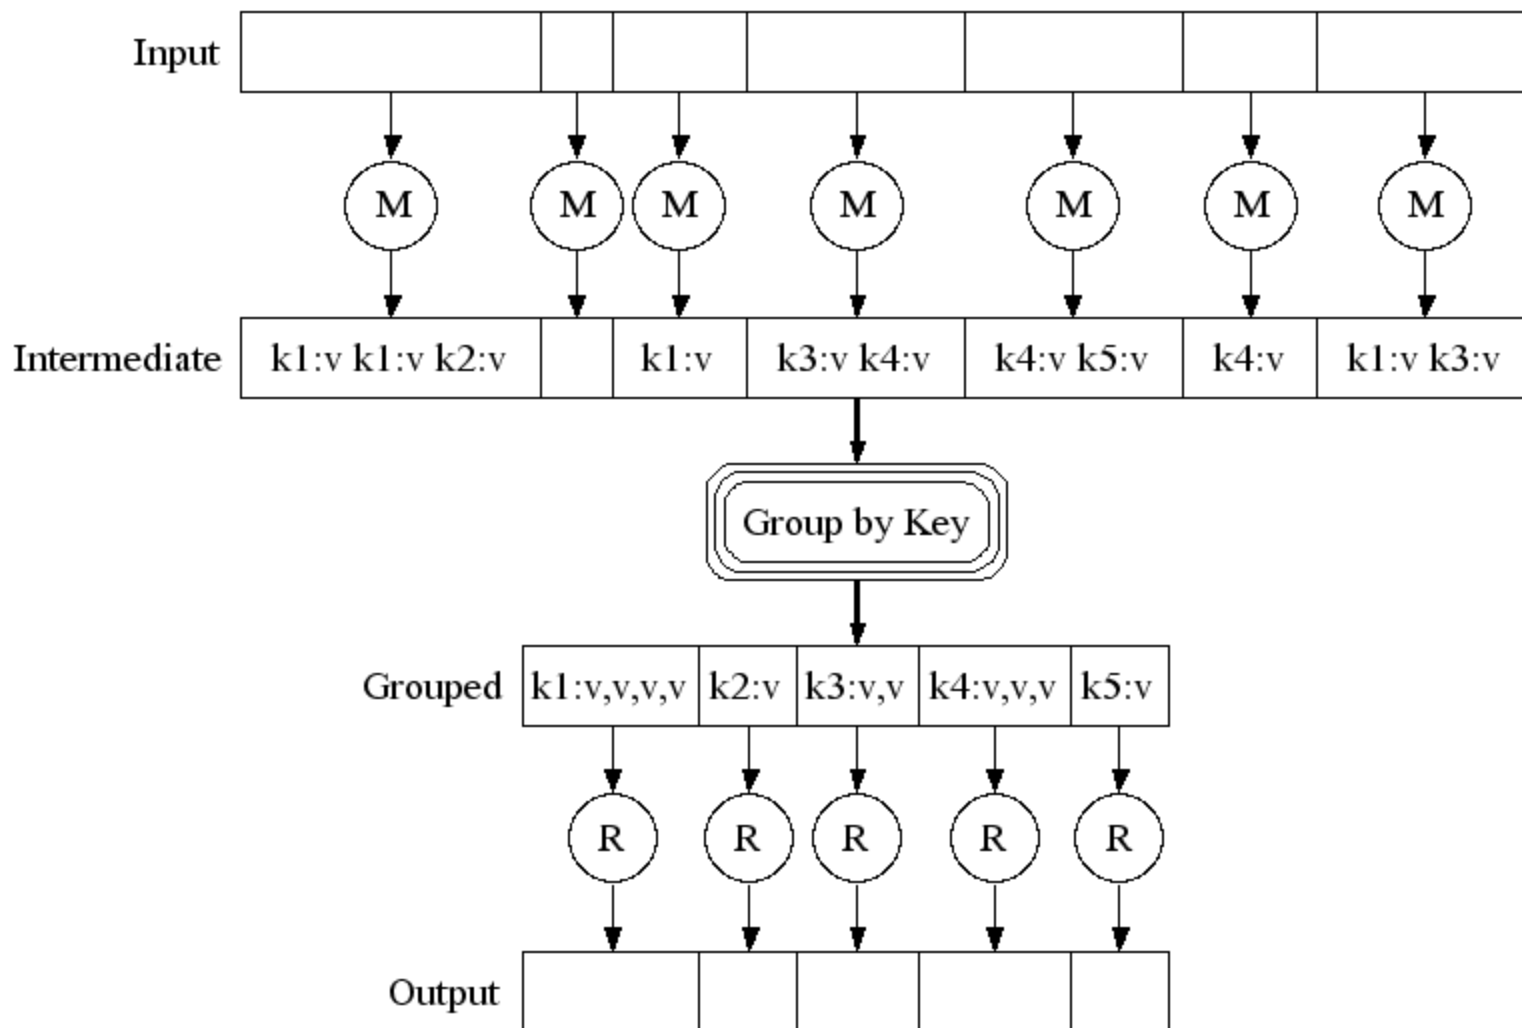 Input
M M M M M M M
Intermediate k1:v k1:v k2:v k1:v k3:v k4:v k4:v k5:v k4:v k1:v k3:v
Group by Key
Grouped k1:v,v,v,v k2:v k3:v,v k4:v,v,v k5:v
R R R R R
Output